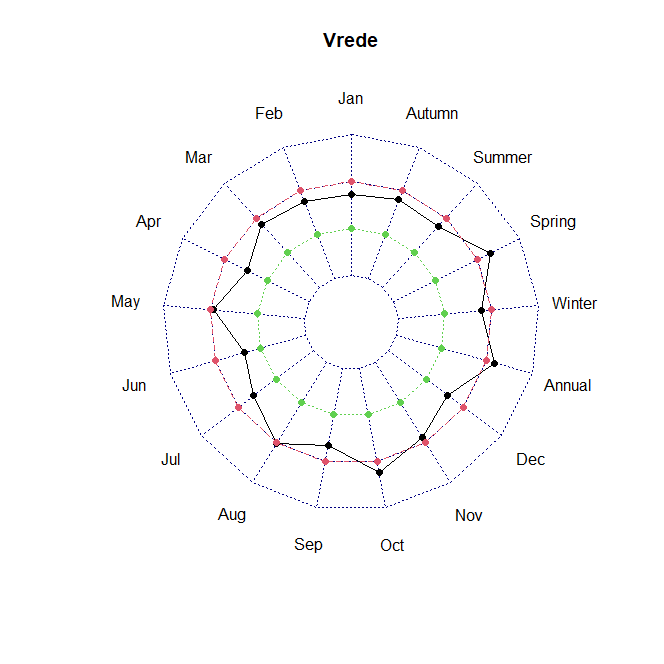 Vrede
Jan
Feb
Autumn
Mar
Summer
Apr
Spring
May
Winter
Jun
Annual
Jul
Dec
Aug
Nov
Sep
Oct